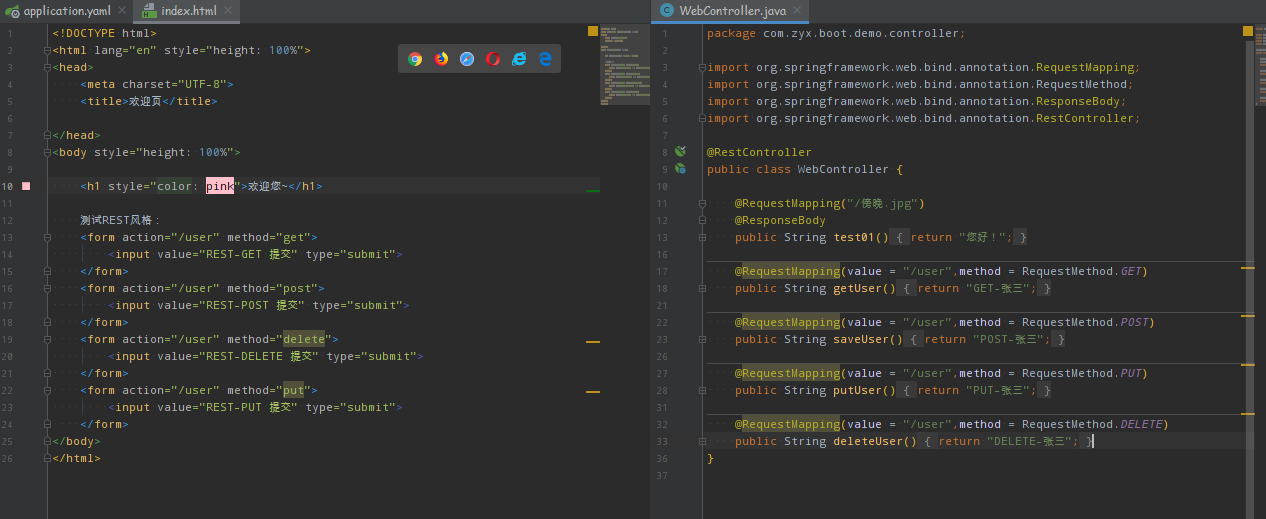 application.yaml
index.html
1 <!DOCTYPE html>
2 <html lang="en" style="height: 100%">
3 <head>
4 <meta charset="UTF-8">
5 <title>欢迎页</title>
6
7 </head>
8 <body style="height: 100%">
9
10 <h1 style="color: pink">欢迎您~</h1>
11
12 测试REST风格：
13 <form action="/user" method="get">
14 <input value="REST-GET 提交" type="submit">
15 </form>
16 <form action="/user" method="post">
17 <input value="REST-POST 提交" type="submit">
18 </form>
19 <form action="/user" method="delete">
20 <input value="REST-DELETE 提交" type="submit">
21 </form>
22 <form action="/user" method="put">
23 <input value="REST-PUT 提交" type="submit">
24 </form>
25 </body>
26 </html>
WebController.java
1 package com.zyx.boot.demo.controller;
2
3 import org.springframework.web.bind.annotation.RequestMapping;
4 import org.springframework.web.bind.annotation.RequestMethod;
5 import org.springframework.web.bind.annotation.ResponseBody;
6 import org.springframework.web.bind.annotation.RestController;
7
8 @RestController
9 public class WebController {
10
11 @RequestMapping("/傍晚.jpg")
12 @ResponseBody
13 public String test01() { return "您好！"; }
16
17 @RequestMapping(value = "/user",method = RequestMethod.GET)
18 public String getUser() { return "GET-张三"; }
21
22 @RequestMapping(value = "/user",method = RequestMethod.POST)
23 public String saveUser() { return "POST-张三"; }
26
27 @RequestMapping(value = "/user",method = RequestMethod.PUT)
28 public String putUser() { return "PUT-张三"; }
31
32 @RequestMapping(value = "/user",method = RequestMethod.DELETE)
33 public String deleteUser() { return "DELETE-张三"; }
36 }
37